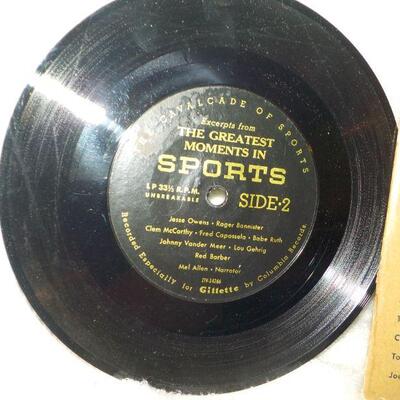 CAVALCADE OF SPORTS
Excerpts from
THE GREATEST
MOMENTS IN
SPORTS
LP 33⅓ R.P.M.
UNBREAKABLE
SIDE·2
Jesse Owens · Roger Bannister
Clem McCarthy · Fred Capossela · Babe Ruth
Johnny Vander Meer · Lou Gehrig
Red Barber
Mel Allen · Narrator
Recorded Especially for Gillette by Columbia Records